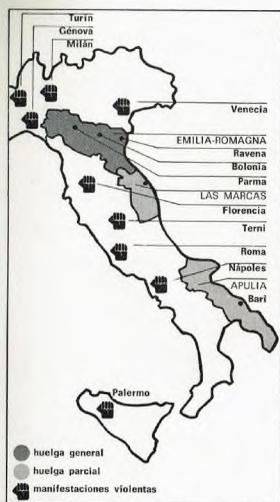 Turín
Génova
Milán
Venecia
EMILIA-ROMAGNA
Ravena
Bolonia
Parma
LAS MARCAS
Florencia
Terni
Roma
Nápoles
APULIA
Bari
Palermo
huelga general
huelga parcial
manifestaciones violentas